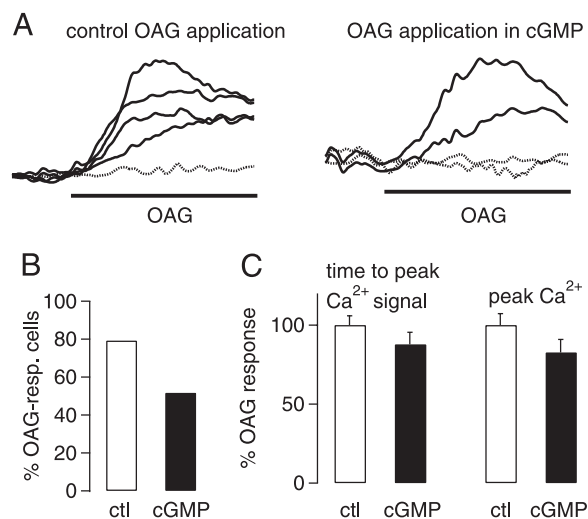 A
control OAG application
OAG application in cGMP
OAG
OAG
B
% OAG-resp. cells
100
80
60
40
20
0
ctl
cGMP
C
% OAG response
100
50
0
time to peak
Ca²⁺ signal
peak Ca²⁺
ctl
cGMP
ctl
cGMP